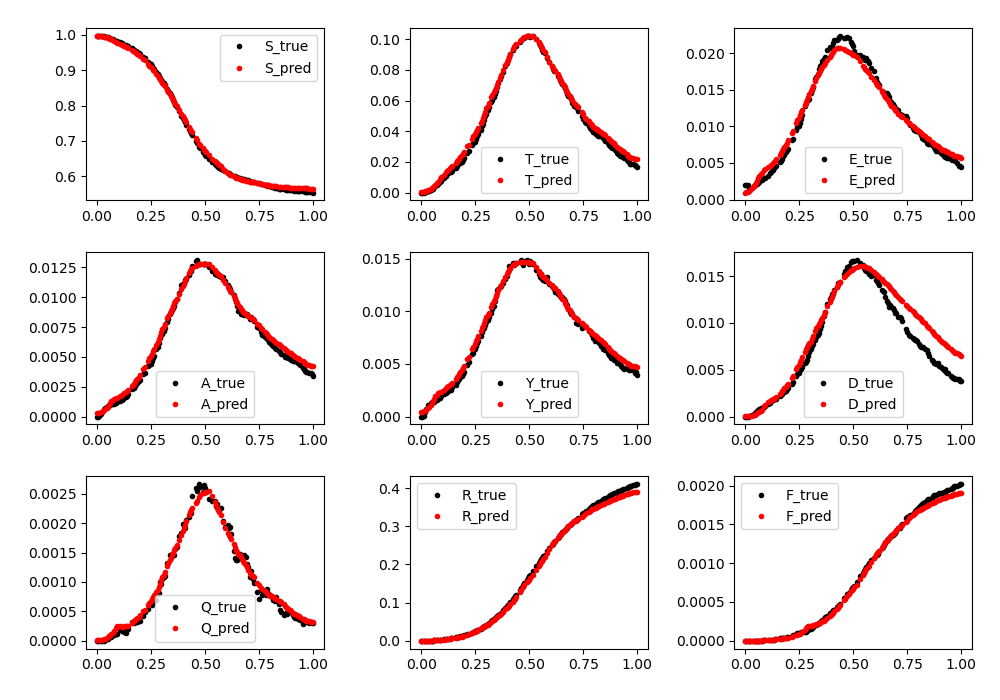 1.0
0.9
0.8
0.7
0.6
0.00 0.25 0.50 0.75 1.00
S_true
S_pred
0.10
0.08
0.06
0.04
0.02
0.00
0.00 0.25 0.50 0.75 1.00
T_true
T_pred
0.020
0.015
0.010
0.005
0.000
0.00 0.25 0.50 0.75 1.00
E_true
E_pred
0.0125
0.0100
0.0075
0.0050
0.0025
0.0000
0.00 0.25 0.50 0.75 1.00
A_true
A_pred
0.015
0.010
0.005
0.000
0.00 0.25 0.50 0.75 1.00
Y_true
Y_pred
0.015
0.010
0.005
0.000
0.00 0.25 0.50 0.75 1.00
D_true
D_pred
0.0025
0.0020
0.0015
0.0010
0.0005
0.0000
0.00 0.25 0.50 0.75 1.00
Q_true
Q_pred
0.4
0.3
0.2
0.1
0.0
0.00 0.25 0.50 0.75 1.00
R_true
R_pred
0.0020
0.0015
0.0010
0.0005
0.0000
0.00 0.25 0.50 0.75 1.00
F_true
F_pred